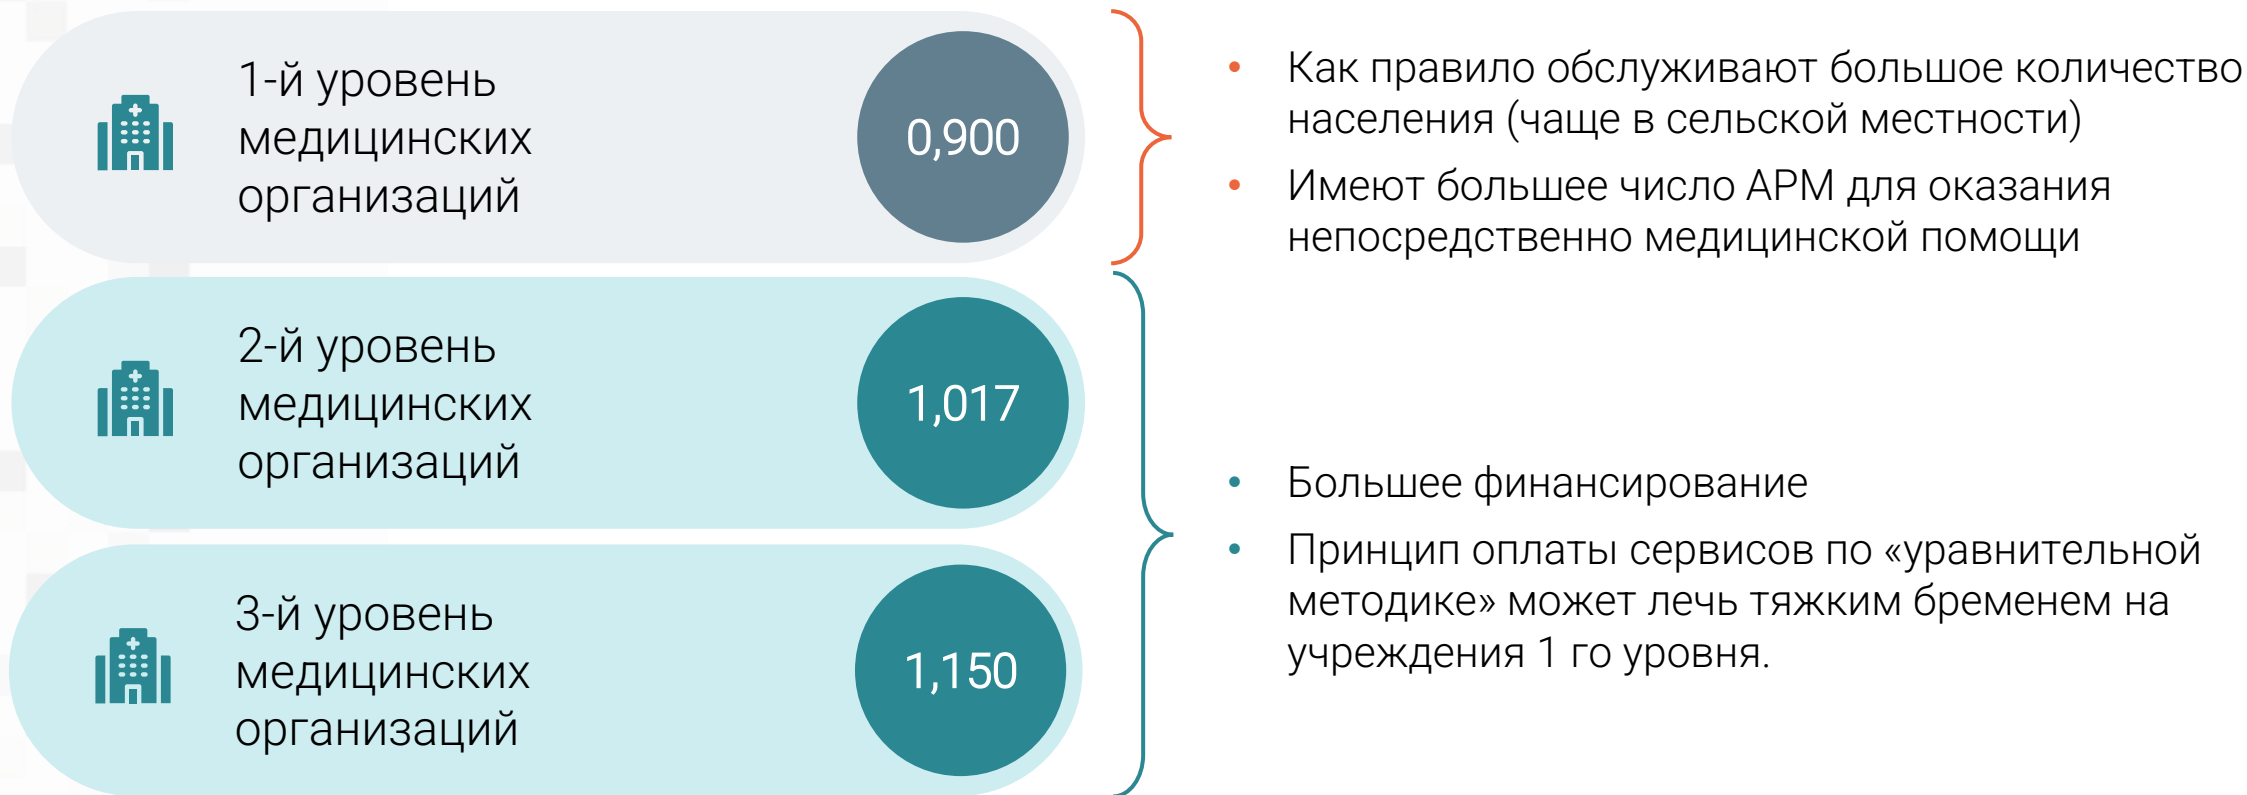 1-й уровень
медицинских
организаций
0,900
• Как правило обслуживают большое количество
населения (чаще в сельской местности)
• Имеют большее число АРМ для оказания
непосредственно медицинской помощи
2-й уровень
медицинских
организаций
1,017
3-й уровень
медицинских
организаций
1,150
• Большее финансирование
• Принцип оплаты сервисов по «уравнительной
методике» может лечь тяжким бременем на
учреждения 1 го уровня.